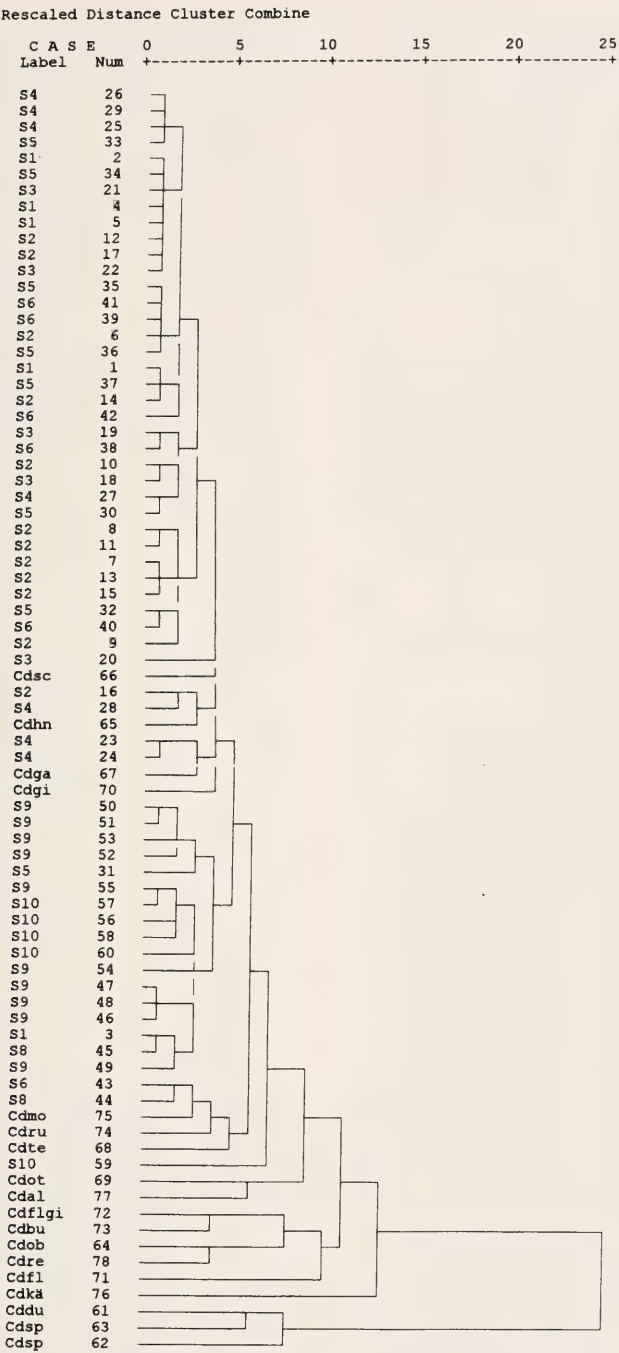 Rescaled Distance Cluster Combine
C A S E 0 5 10 15 20 25
Label Num +---------+---------+---------+---------+---------+
S4 26
S4 29
S4 25
S5 33
S1 2
S5 34
S3 21
S1 4
S1 5
S2 12
S2 17
S3 22
S5 35
S6 41
S6 39
S2 6
S5 36
S1 1
S5 37
S2 14
S6 42
S3 19
S6 38
S2 10
S3 18
S4 27
S5 30
S2 8
S2 11
S2 7
S2 13
S2 15
S5 32
S6 40
S2 9
S3 20
Cdsc 66
S2 16
S4 28
Cdhn 65
S4 23
S4 24
Cdga 67
Cdgi 70
S9 50
S9 51
S9 53
S9 52
S5 31
S9 55
S10 57
S10 56
S10 58
S10 60
S9 54
S9 47
S9 48
S9 46
S1 3
S8 45
S9 49
S6 43
S8 44
Cdmo 75
Cdru 74
Cdte 68
S10 59
Cdot 69
Cdal 77
Cdflgi 72
Cdbu 73
Cdob 64
Cdre 78
Cdfl 71
Cdkä 76
Cddu 61
Cdsp 63
Cdsp 62